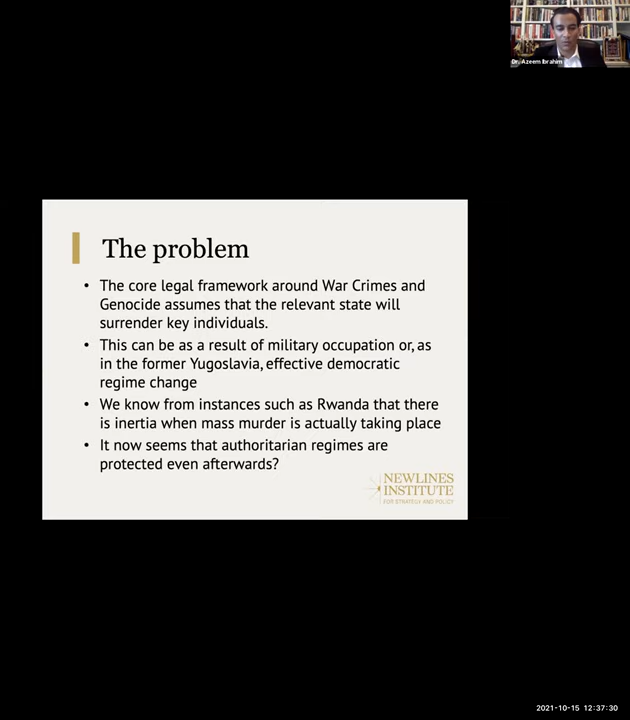 Dr. Azeem Ibrahim
The problem
• The core legal framework around War Crimes and
Genocide assumes that the relevant state will
surrender key individuals.
• This can be as a result of military occupation or, as
in the former Yugoslavia, effective democratic
regime change
• We know from instances such as Rwanda that there
is inertia when mass murder is actually taking place
• It now seems that authoritarian regimes are
protected even afterwards?
NEWLINES
INSTITUTE
FOR STRATEGY AND POLICY
2021-10-15 12:37:30